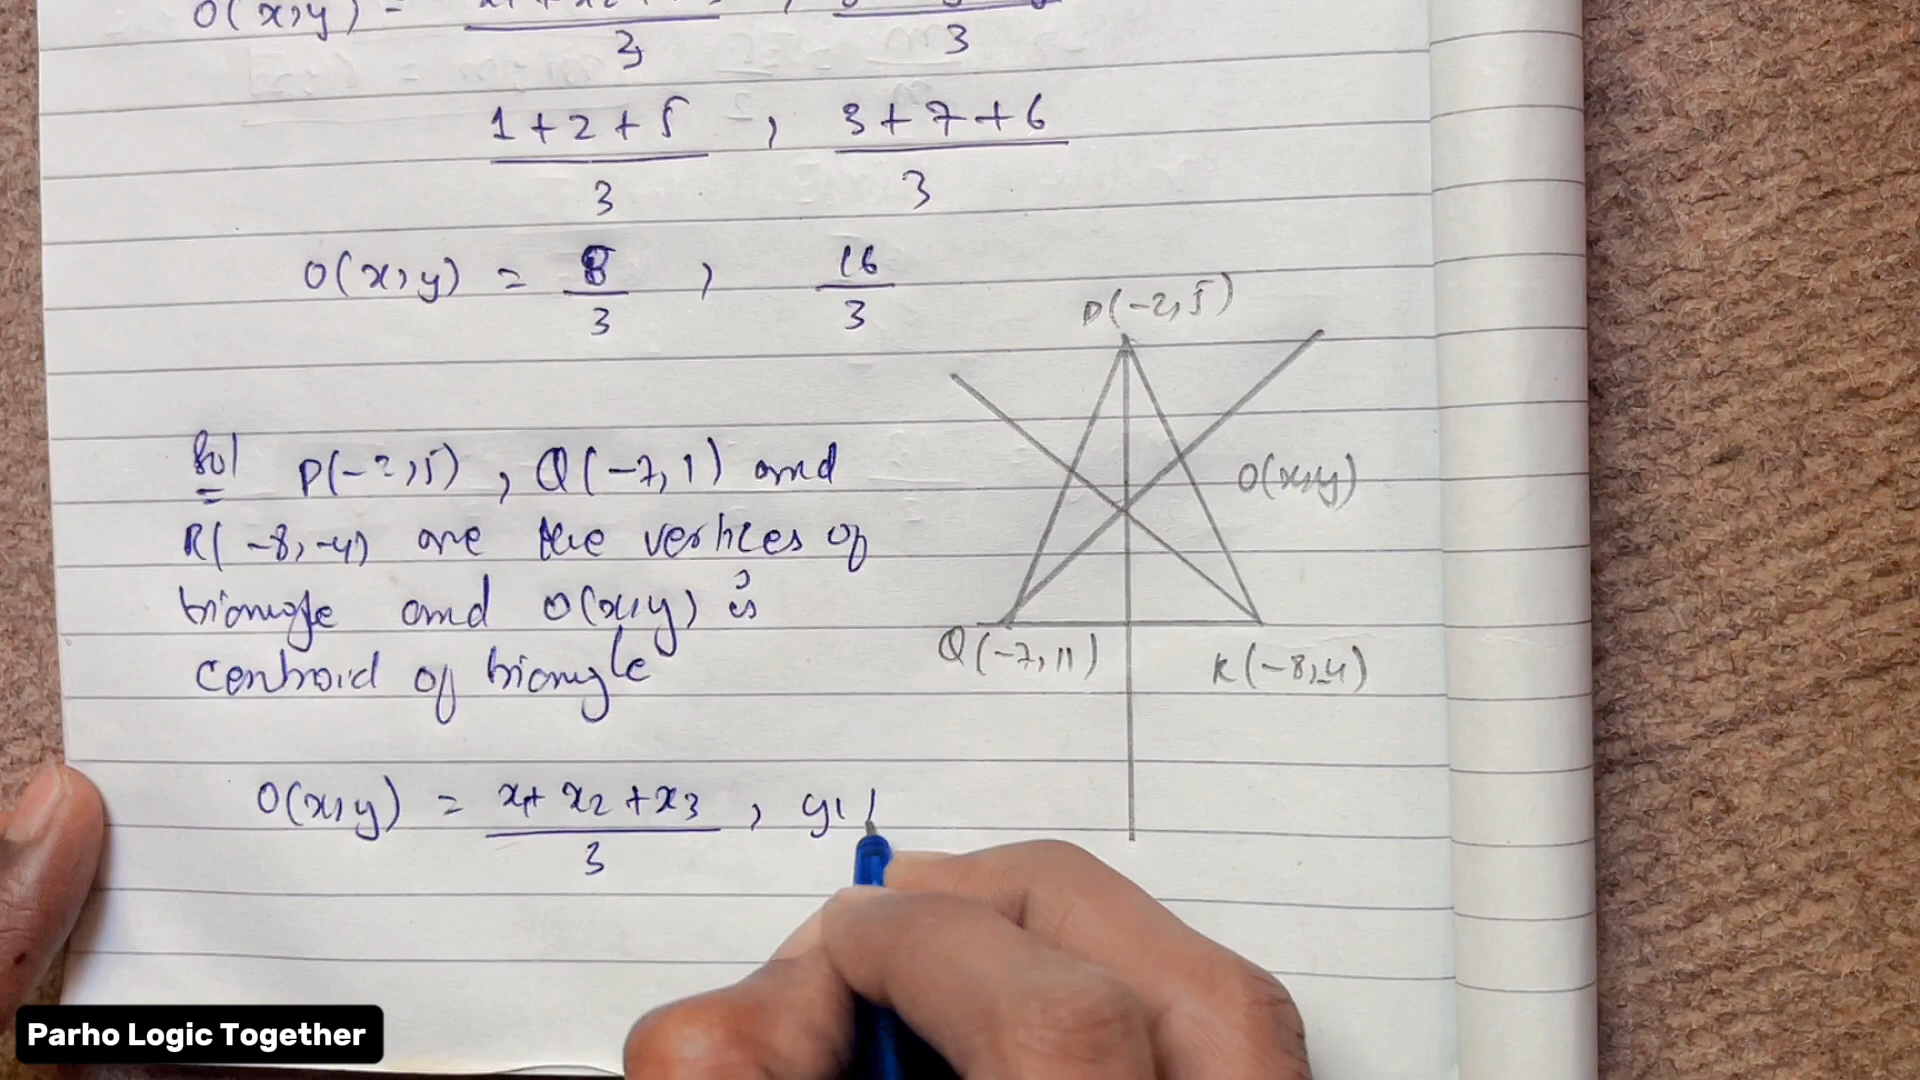 O(x,y) =
3 3
1+2+5 , 3+7+6
3 3
O(x,y) = 8 , 16
3 3
P(-2,5)
Sol P(-2,5) , Q(-7,1) and
O(x,y)
R(-8,-4) are the vertices of
triangle and O(x,y) is
Q(-7,11) R(-8,-4)
centroid of triangle
O(x,y) = x1+x2+x3 , y1
3
Parho Logic Together